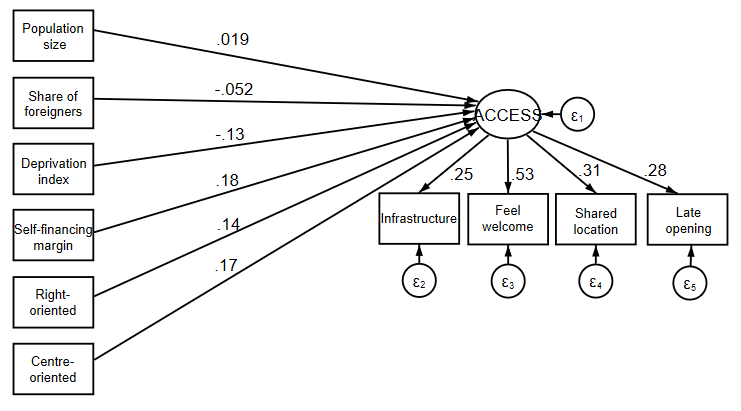 Population
size
.019
Share of
foreigners
-.052
ACCESS
ε1
Deprivation
index
-.13
Self-financing
margin
.18
Right-
oriented
.14
Centre-
oriented
.17
.25
.53
.31
.28
Infrastructure
Feel
welcome
Shared
location
Late
opening
ε2
ε3
ε4
ε5